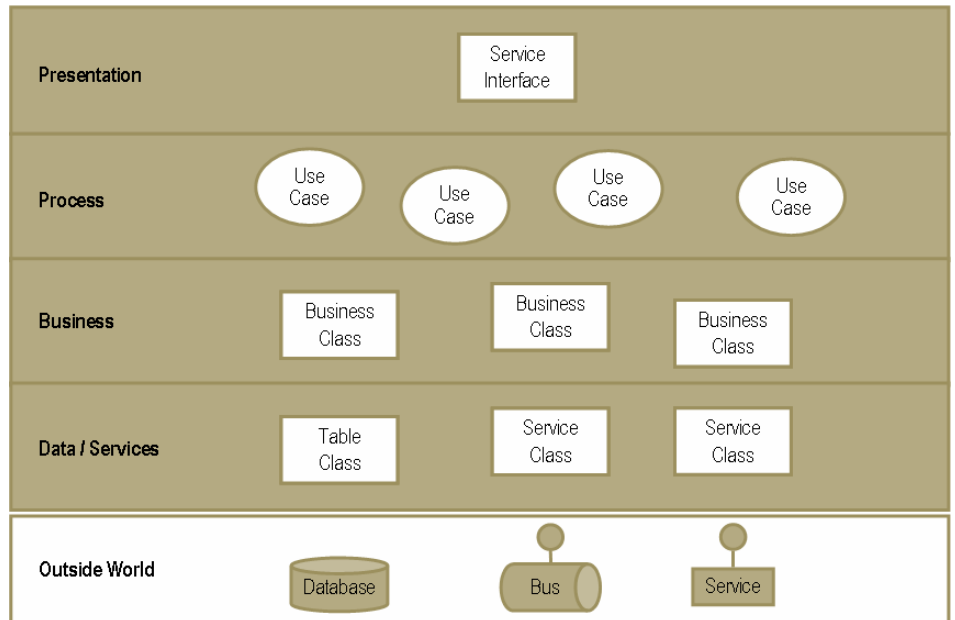 Presentation
Service
Interface
Process
Use
Case
Use
Case
Use
Case
Use
Case
Business
Business
Class
Business
Class
Business
Class
Data / Services
Table
Class
Service
Class
Service
Class
Outside World
Database
Bus
Service